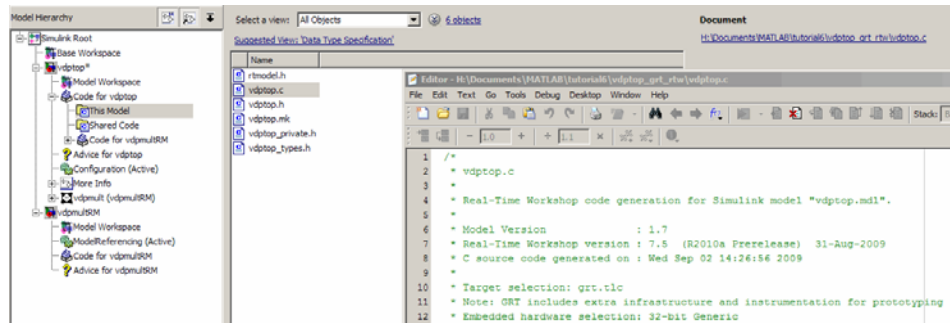 Model Hierarchy
Simulink Root
Base Workspace
vdptop*
Model Workspace
Code for vdptop
This Model
Shared Code
Code for vdpmultRM
Advice for vdptop
Configuration (Active)
More Info
vdpmult (vdpmultRM)
vdpmultRM
Model Workspace
ModelReferencing (Active)
Code for vdpmultRM
Advice for vdpmultRM
Select a view: All Objects 6 objects
Suggested View: 'Data Type Specification'
Name
rtmodel.h
vdptop.c
vdptop.h
vdptop.mk
vdptop_private.h
vdptop_types.h
Document
H:\Documents\MATLAB\tutorial6\vdptop_grt_rtw\vdptop.c
Editor - H:\Documents\MATLAB\tutorial6\vdptop_grt_rtw\vdptop.c
File Edit Text Go Tools Debug Desktop Window Help
Stack:
- 1.0 + ÷ 1.1 ×
1 /*
2 * vdptop.c
3 *
4 * Real-Time Workshop code generation for Simulink model "vdptop.mdl".
5 *
6 * Model Version : 1.7
7 * Real-Time Workshop version : 7.5 (R2010a Prerelease) 31-Aug-2009
8 * C source code generated on : Wed Sep 02 14:26:56 2009
9 *
10 * Target selection: grt.tlc
11 * Note: GRT includes extra infrastructure and instrumentation for prototyping
12 * Embedded hardware selection: 32-bit Generic